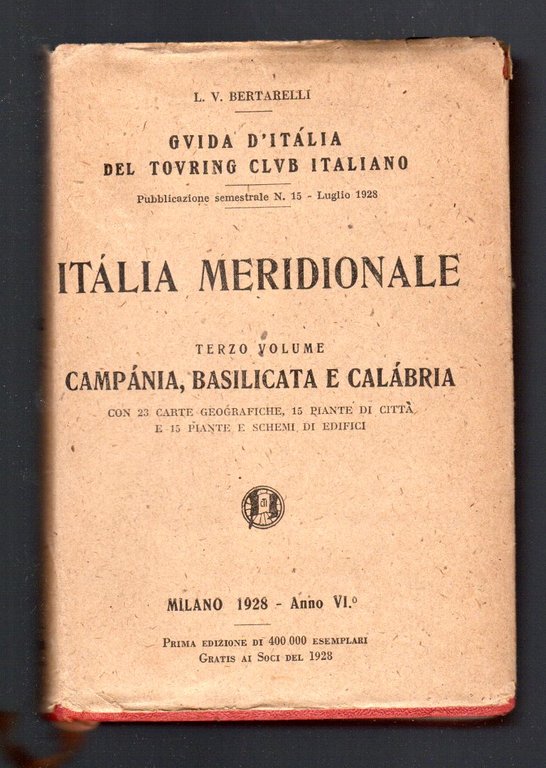 L. V. BERTARELLI
GVIDA D'ITÁLIA
DEL TOVRING CLVB ITALIANO
Pubblicazione semestrale N. 15 - Luglio 1928
ITÁLIA MERIDIONALE
TERZO VOLUME
CAMPÁNIA, BASILICATA E CALÁBRIA
CON 23 CARTE GEOGRAFICHE, 15 PIANTE DI CITTÀ
E 15 PIANTE E SCHEMI DI EDIFICI
MILANO 1928 - Anno VI.º
PRIMA EDIZIONE DI 400.000 ESEMPLARI
GRATIS AI SOCI DEL 1928